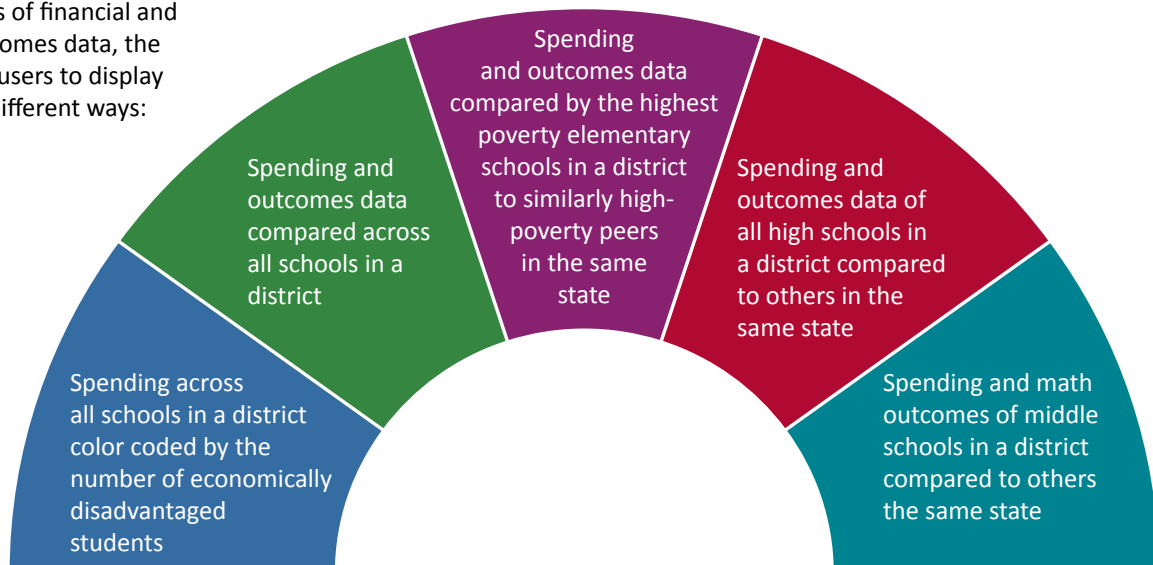 s of financial and
omes data, the
users to display
ifferent ways:
Spending across
all schools in a district
color coded by the
number of economically
disadvantaged
students
Spending and
outcomes data
compared across
all schools in a
district
Spending
and outcomes data
compared by the highest
poverty elementary
schools in a district
to similarly high-
poverty peers
in the same
state
Spending and
outcomes data of
all high schools in
a district compared
to others in the
same state
Spending and math
outcomes of middle
schools in a district
compared to others
the same state